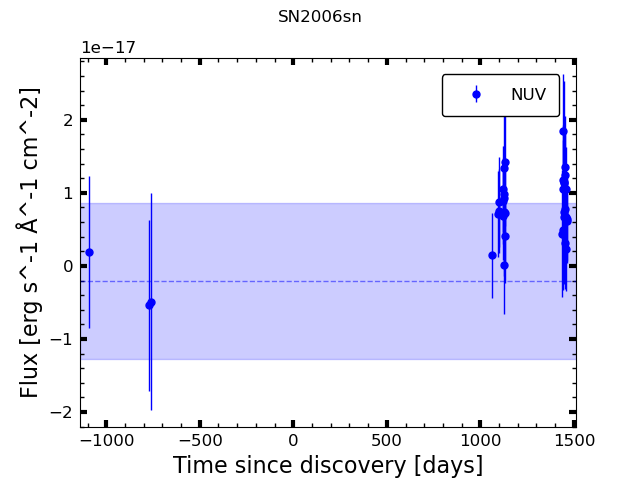 SN2006sn
1e−17
NUV
2
1
0
−1
−2
Flux [erg s^-1 Å^-1 cm^-2]
−1000 −500 0 500 1000 1500
Time since discovery [days]